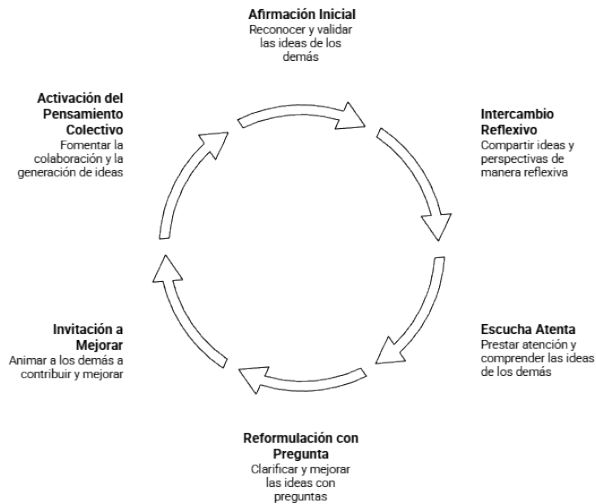 Afirmación Inicial
Reconocer y validar
las ideas de los
demás
Intercambio
Reflexivo
Compartir ideas y
perspectivas de
manera reflexiva
Escucha Atenta
Prestar atención y
comprender las ideas
de los demás
Reformulación con
Pregunta
Clarificar y mejorar
las ideas con
preguntas
Invitación a
Mejorar
Animar a los demás a
contribuir y mejorar
Activación del
Pensamiento
Colectivo
Fomentar la
colaboración y la
generación de ideas